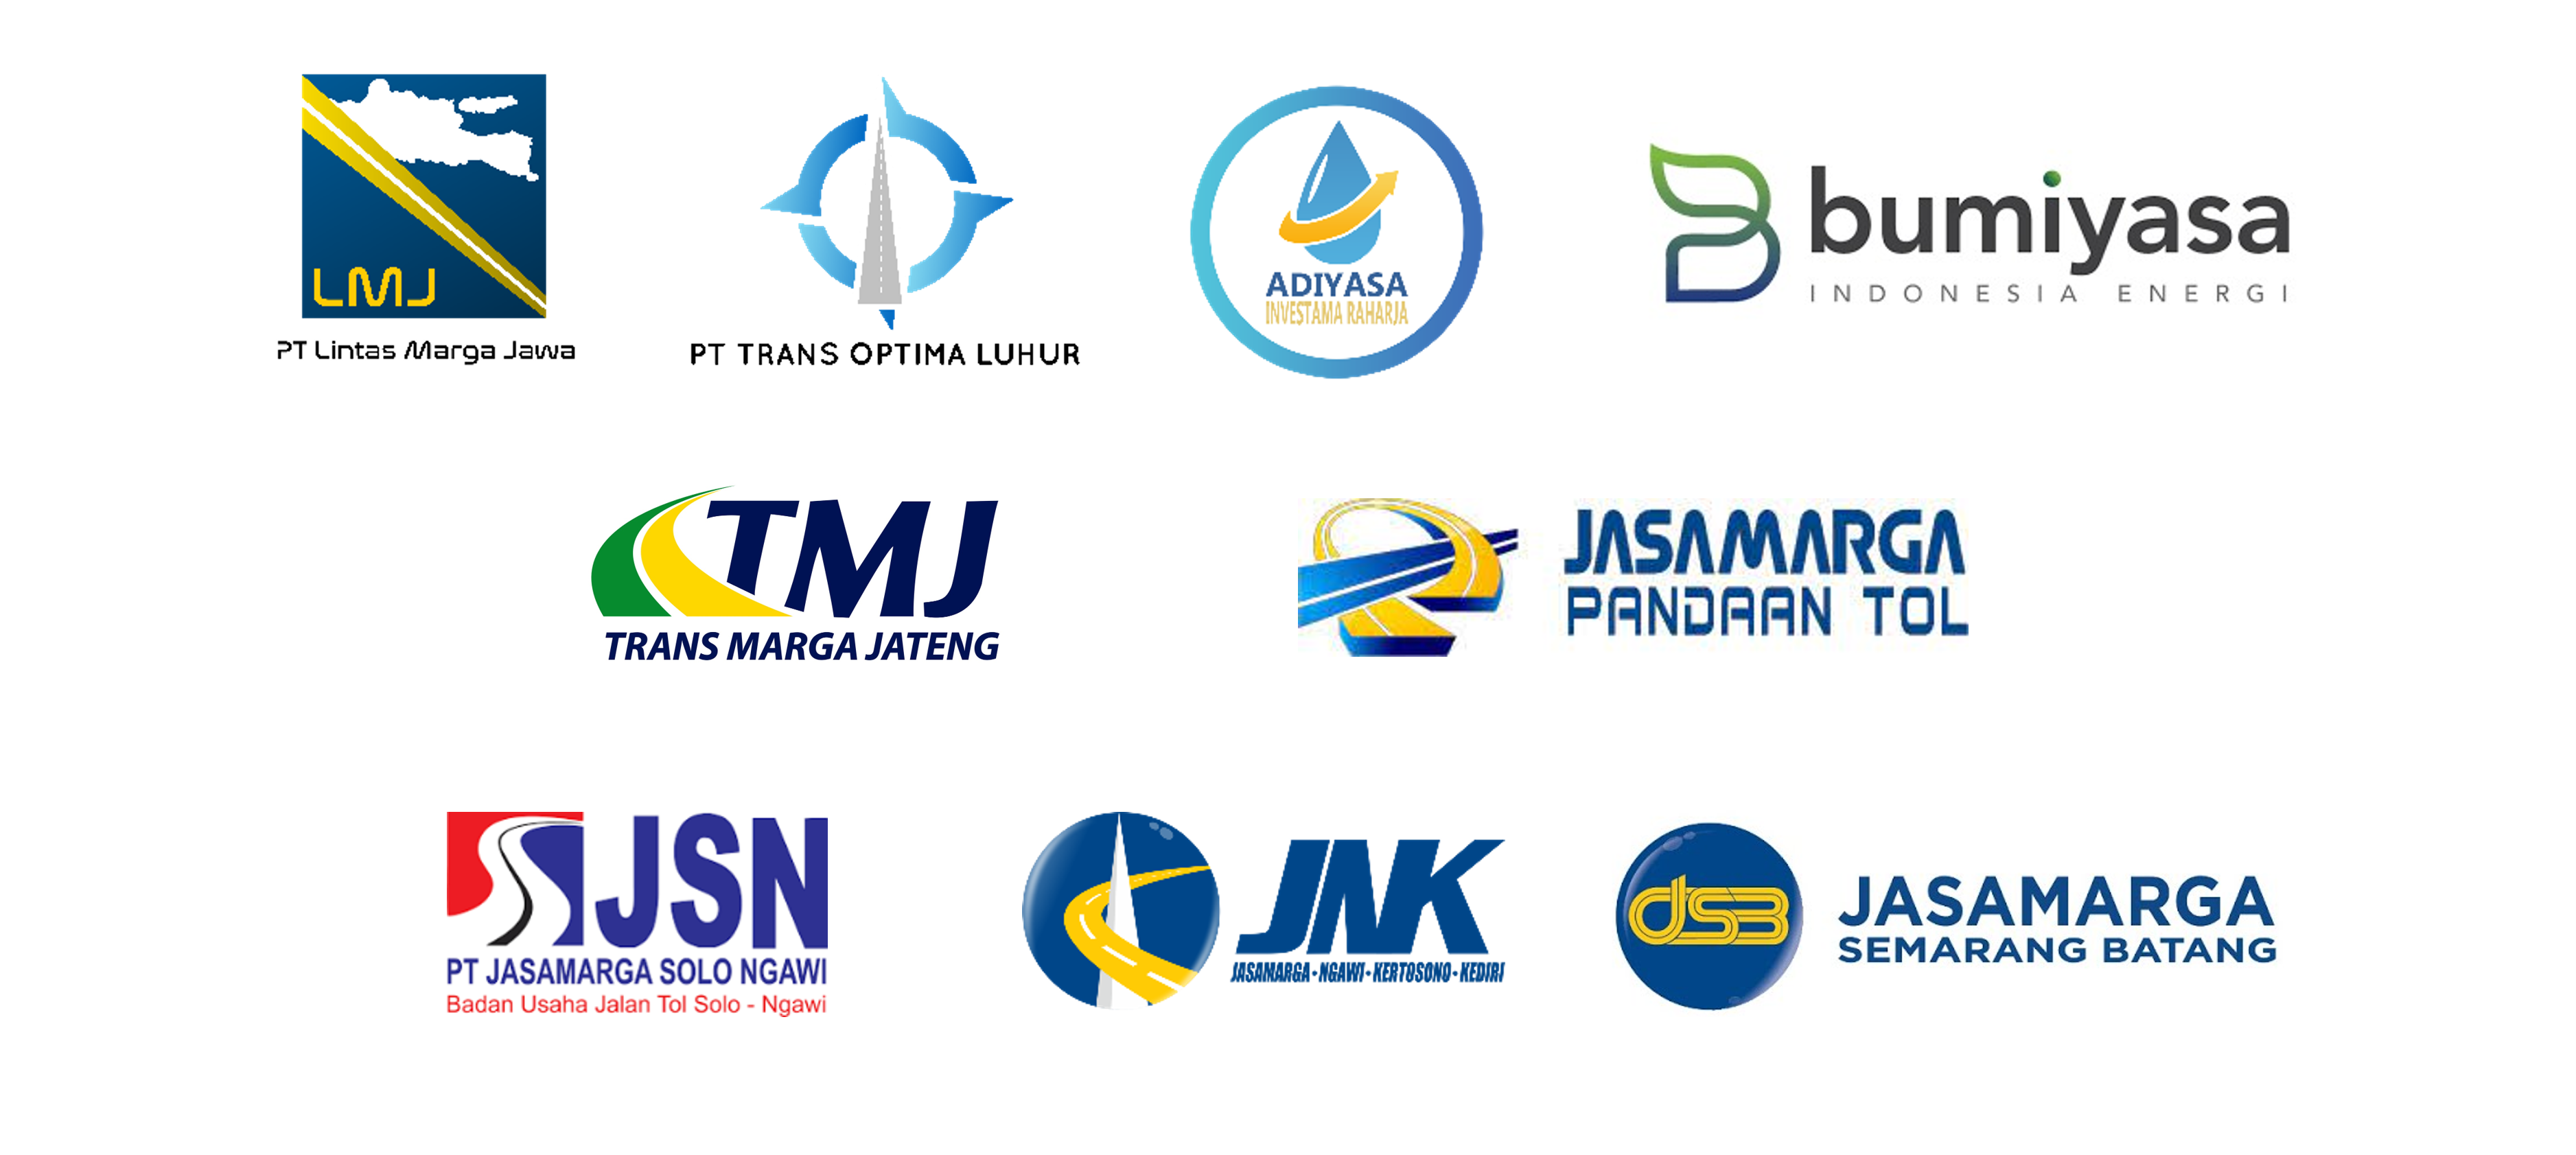 LMJ
PT Lintas Marga Jawa
PT TRANS OPTIMA LUHUR
ADIYASA
INVESTAMA RAHARJA
bumiyasa
INDONESIA ENERGI
TMJ
TRANS MARGA JATENG
JASAMARGA
PANDAAN TOL
JSN
PT JASAMARGA SOLO NGAWI
Badan Usaha Jalan Tol Solo - Ngawi
JNK
JASAMARGA•NGAWI•KERTOSONO•KEDIRI
JSB
JASAMARGA
SEMARANG BATANG